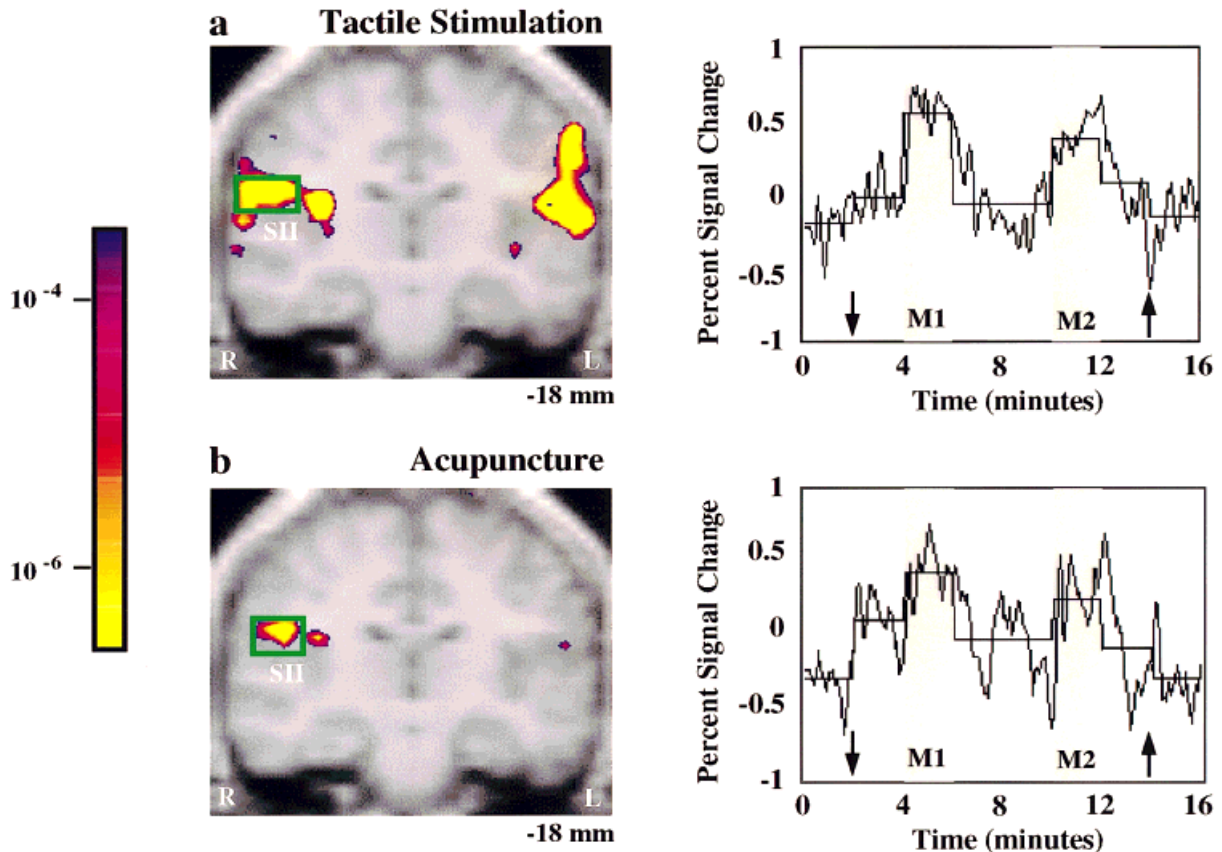 a Tactile Stimulation
SII
R L
-18 mm
10 -4
10 -6
Percent Signal Change
1
0.5
0
-0.5
-1
M1 M2
0 4 8 12 16
Time (minutes)
b Acupuncture
SII
R L
-18 mm
Percent Signal Change
1
0.5
0
-0.5
-1
M1 M2
0 4 8 12 16
Time (minutes)